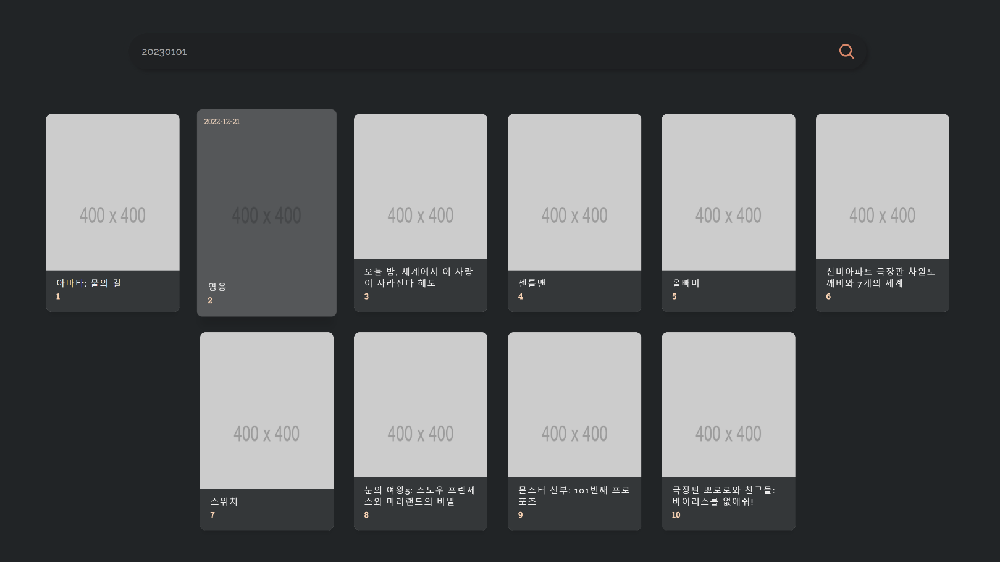 20230101
400 x 400
아바타: 물의 길
1
2022-12-21
400 x 400
영웅
2
400 x 400
오늘 밤, 세계에서 이 사랑
이 사라진다 해도
3
400 x 400
젠틀맨
4
400 x 400
올빼미
5
400 x 400
신비아파트 극장판 차원도
깨비와 7개의 세계
6
400 x 400
스위치
7
400 x 400
눈의 여왕5: 스노우 프린세
스와 미러랜드의 비밀
8
400 x 400
몬스터 신부: 101번째 프로
포즈
9
400 x 400
극장판 뽀로로와 친구들:
바이러스를 없애줘!
10